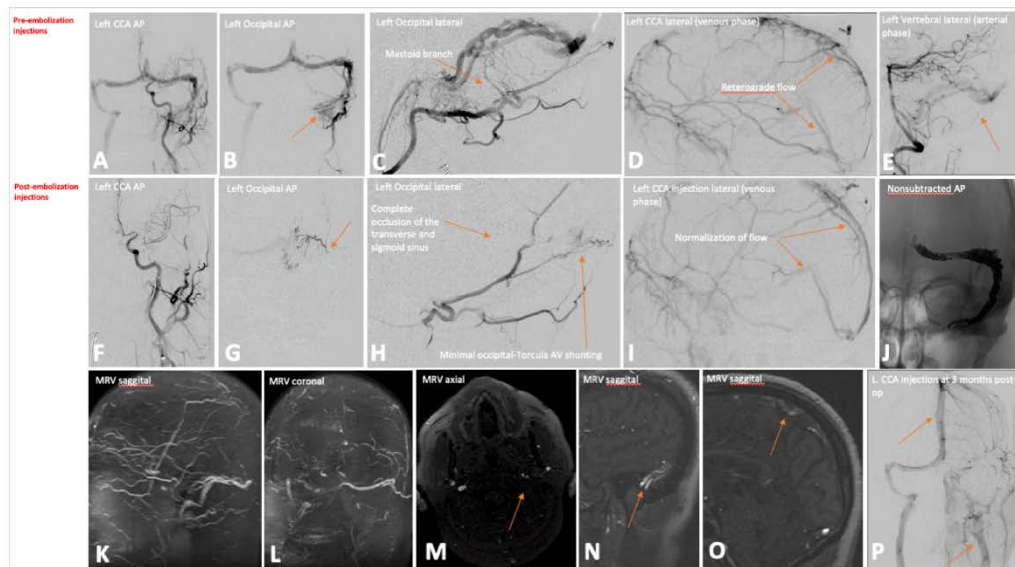 Pre-embolization
injections
Left CCA AP
A
Left Occipital AP
B
Left Occipital lateral
Mastoid branch
C
Left CCA lateral (venous phase)
Reterograde flow
D
Left Vertebral lateral (arterial
phase)
E
Post-embolization
injections
Left CCA AP
F
Left Occipital AP
G
Left Occipital lateral
Complete
occlusion of the
transverse and
sigmoid sinus
Minimal occipital-Torcula AV shunting
H
Left CCA injection lateral (venous
phase)
Normalization of flow
I
Nonsubtracted AP
J
MRV saggital
K
MRV coronal
L
MRV axial
M
MRV saggital
N
MRV saggital
O
L. CCA injection at 3 months post-
op
P